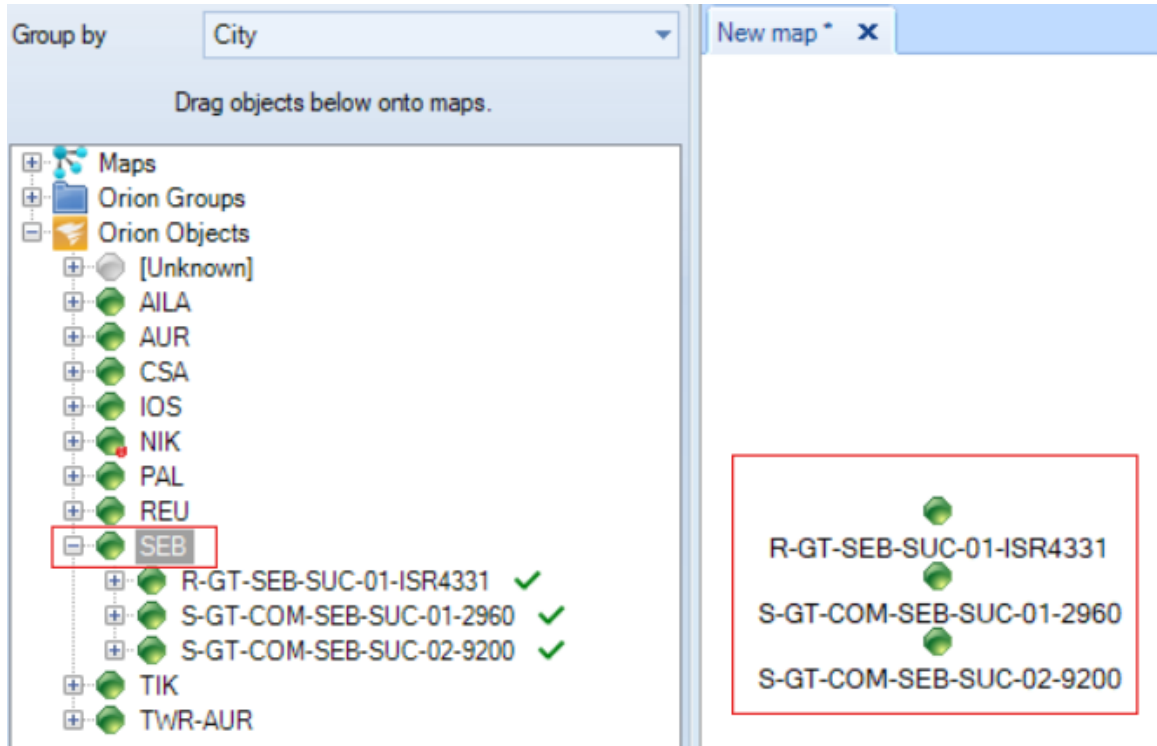 Group by City
Drag objects below onto maps.
Maps
Orion Groups
Orion Objects
[Unknown]
AILA
AUR
CSA
IOS
NIK
PAL
REU
SEB
R-GT-SEB-SUC-01-ISR4331
S-GT-COM-SEB-SUC-01-2960
S-GT-COM-SEB-SUC-02-9200
TIK
TWR-AUR
New map *
R-GT-SEB-SUC-01-ISR4331
S-GT-COM-SEB-SUC-01-2960
S-GT-COM-SEB-SUC-02-9200